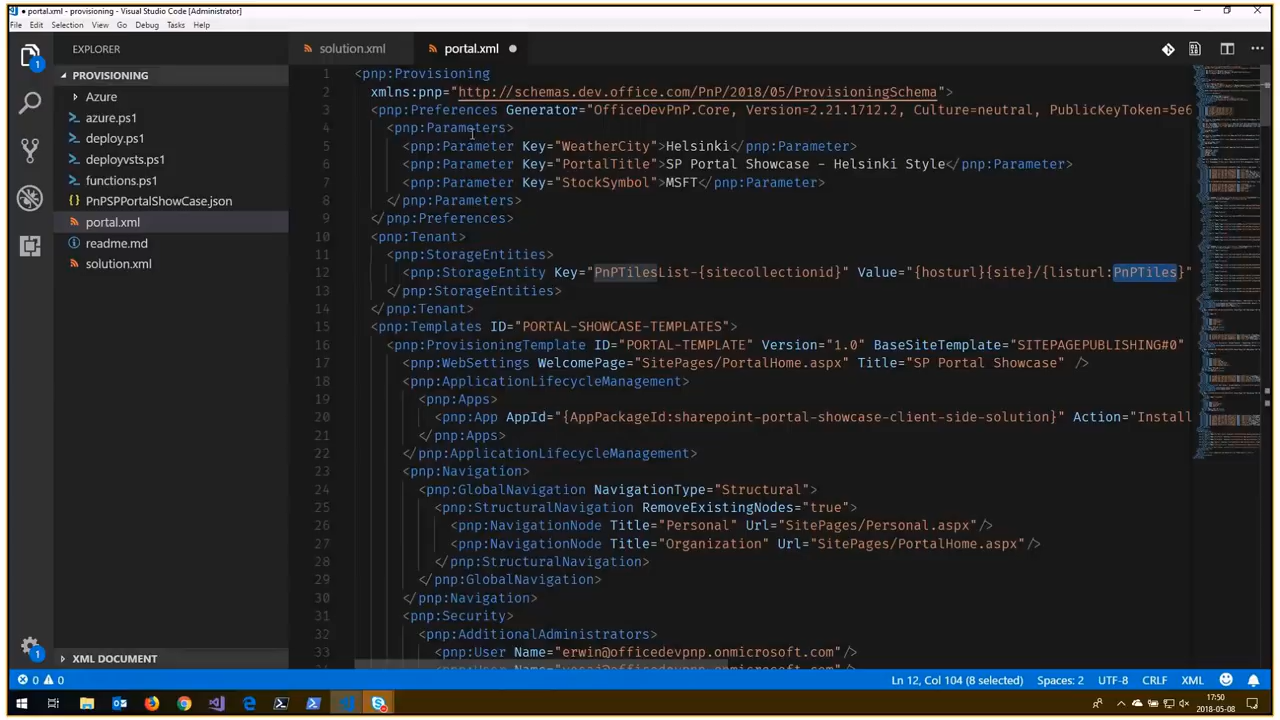 portal.xml - provisioning - Visual Studio Code [Administrator]
File Edit Selection View Go Debug Tasks Help
EXPLORER
PROVISIONING
Azure
azure.ps1
deploy.ps1
deployvsts.ps1
functions.ps1
PnPSPPortalShowCase.json
portal.xml
readme.md
solution.xml
XML DOCUMENT
1
1
solution.xml portal.xml
1 <pnp:Provisioning
2 xmlns:pnp="http://schemas.dev.office.com/PnP/2018/05/ProvisioningSchema">
3 <pnp:Preferences Generator="OfficeDevPnP.Core, Version=2.21.1712.2, Culture=neutral, PublicKeyToken=5e6
4 <pnp:Parameters>
5 <pnp:Parameter Key="WeatherCity">Helsinki</pnp:Parameter>
6 <pnp:Parameter Key="PortalTitle">SP Portal Showcase - Helsinki Style</pnp:Parameter>
7 <pnp:Parameter Key="StockSymbol">MSFT</pnp:Parameter>
8 </pnp:Parameters>
9 </pnp:Preferences>
10 <pnp:Tenant>
11 <pnp:StorageEntities>
12 <pnp:StorageEntity Key="PnPTilesList-{sitecollectionid}" Value="{hosturl}{site}/{listurl:PnPTiles}"
13 </pnp:StorageEntities>
14 </pnp:Tenant>
15 <pnp:Templates ID="PORTAL-SHOWCASE-TEMPLATES">
16 <pnp:ProvisioningTemplate ID="PORTAL-TEMPLATE" Version="1.0" BaseSiteTemplate="SITEPAGEPUBLISHING#0"
17 <pnp:WebSettings WelcomePage="SitePages/PortalHome.aspx" Title="SP Portal Showcase" />
18 <pnp:ApplicationLifecycleManagement>
19 <pnp:Apps>
20 <pnp:App AppId="{AppPackageId:sharepoint-portal-showcase-client-side-solution}" Action="Install
21 </pnp:Apps>
22 </pnp:ApplicationLifecycleManagement>
23 <pnp:Navigation>
24 <pnp:GlobalNavigation NavigationType="Structural">
25 <pnp:StructuralNavigation RemoveExistingNodes="true">
26 <pnp:NavigationNode Title="Personal" Url="SitePages/Personal.aspx"/>
27 <pnp:NavigationNode Title="Organization" Url="SitePages/PortalHome.aspx"/>
28 </pnp:StructuralNavigation>
29 </pnp:GlobalNavigation>
30 </pnp:Navigation>
31 <pnp:Security>
32 <pnp:AdditionalAdministrators>
33 <pnp:User Name="erwin@officedevpnp.onmicrosoft.com"/>
0 0 Ln 12, Col 104 (8 selected) Spaces: 2 UTF-8 CRLF XML
17:50
2018-05-08